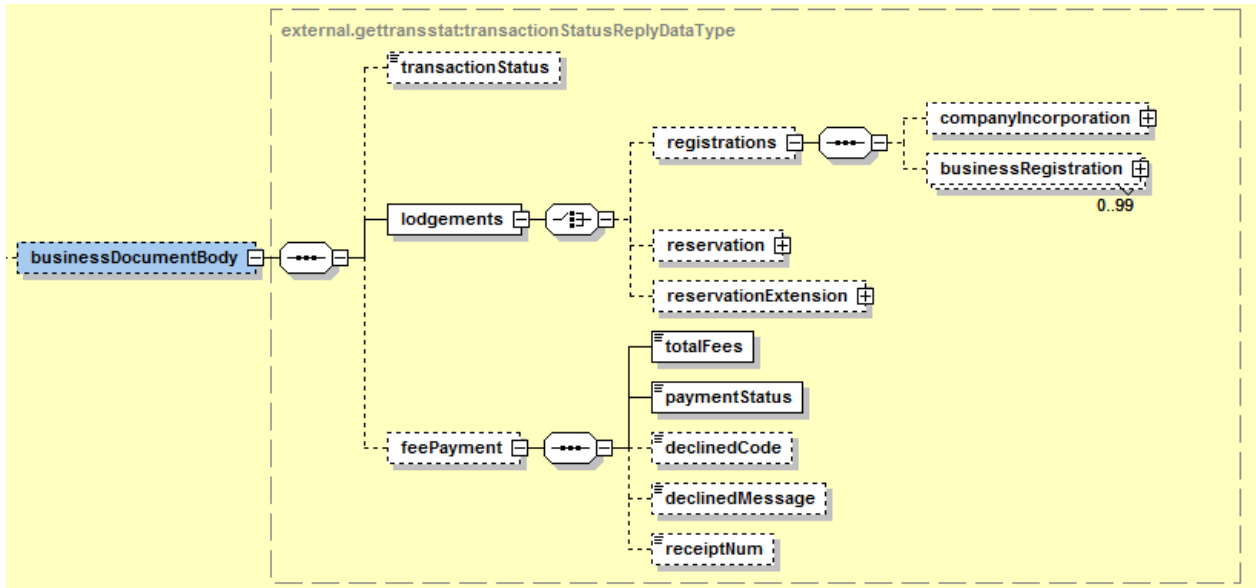 external.gettransstat:transactionStatusReplyDataType
transactionStatus
companyIncorporation
registrations
businessRegistration
0..99
lodgements
reservation
businessDocumentBody
reservationExtension
totalFees
paymentStatus
feePayment
declinedCode
declinedMessage
receiptNum